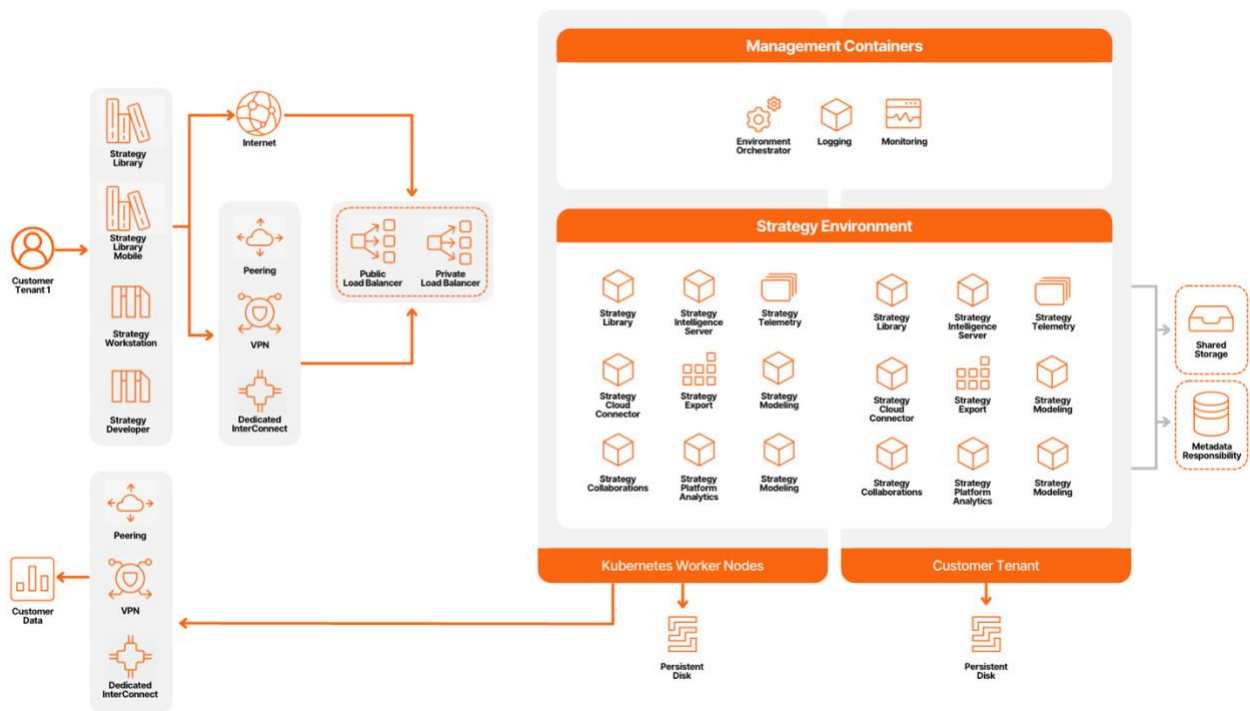 Management Containers
Environment
Orchestrator
Logging
Monitoring
Strategy
Library
Strategy
Library
Mobile
Strategy
Workstation
Strategy
Developer
Customer
Tenant 1
Internet
Peering
VPN
Dedicated
InterConnect
Public
Load Balancer
Private
Load Balancer
Strategy Environment
Strategy
Library
Strategy
Intelligence
Server
Strategy
Telemetry
Strategy
Library
Strategy
Intelligence
Server
Strategy
Telemetry
Strategy
Cloud
Connector
Strategy
Export
Strategy
Modeling
Strategy
Cloud
Connector
Strategy
Export
Strategy
Modeling
Strategy
Collaborations
Strategy
Platform
Analytics
Strategy
Modeling
Strategy
Collaborations
Strategy
Platform
Analytics
Strategy
Modeling
Shared
Storage
Metadata
Responsibility
Kubernetes Worker Nodes
Customer Tenant
Peering
VPN
Dedicated
InterConnect
Customer
Data
Persistent
Disk
Persistent
Disk